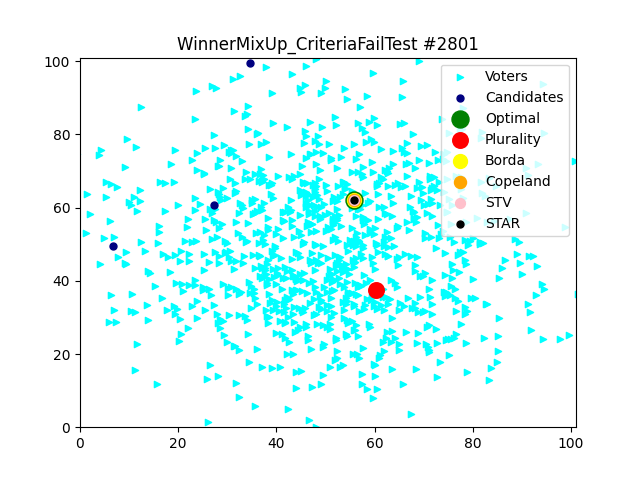 WinnerMixUp_CriteriaFailTest #2801
100
80
60
40
20
0
0
20
40
60
80
100
Voters
Candidates
Optimal
Plurality
Borda
Copeland
STV
STAR